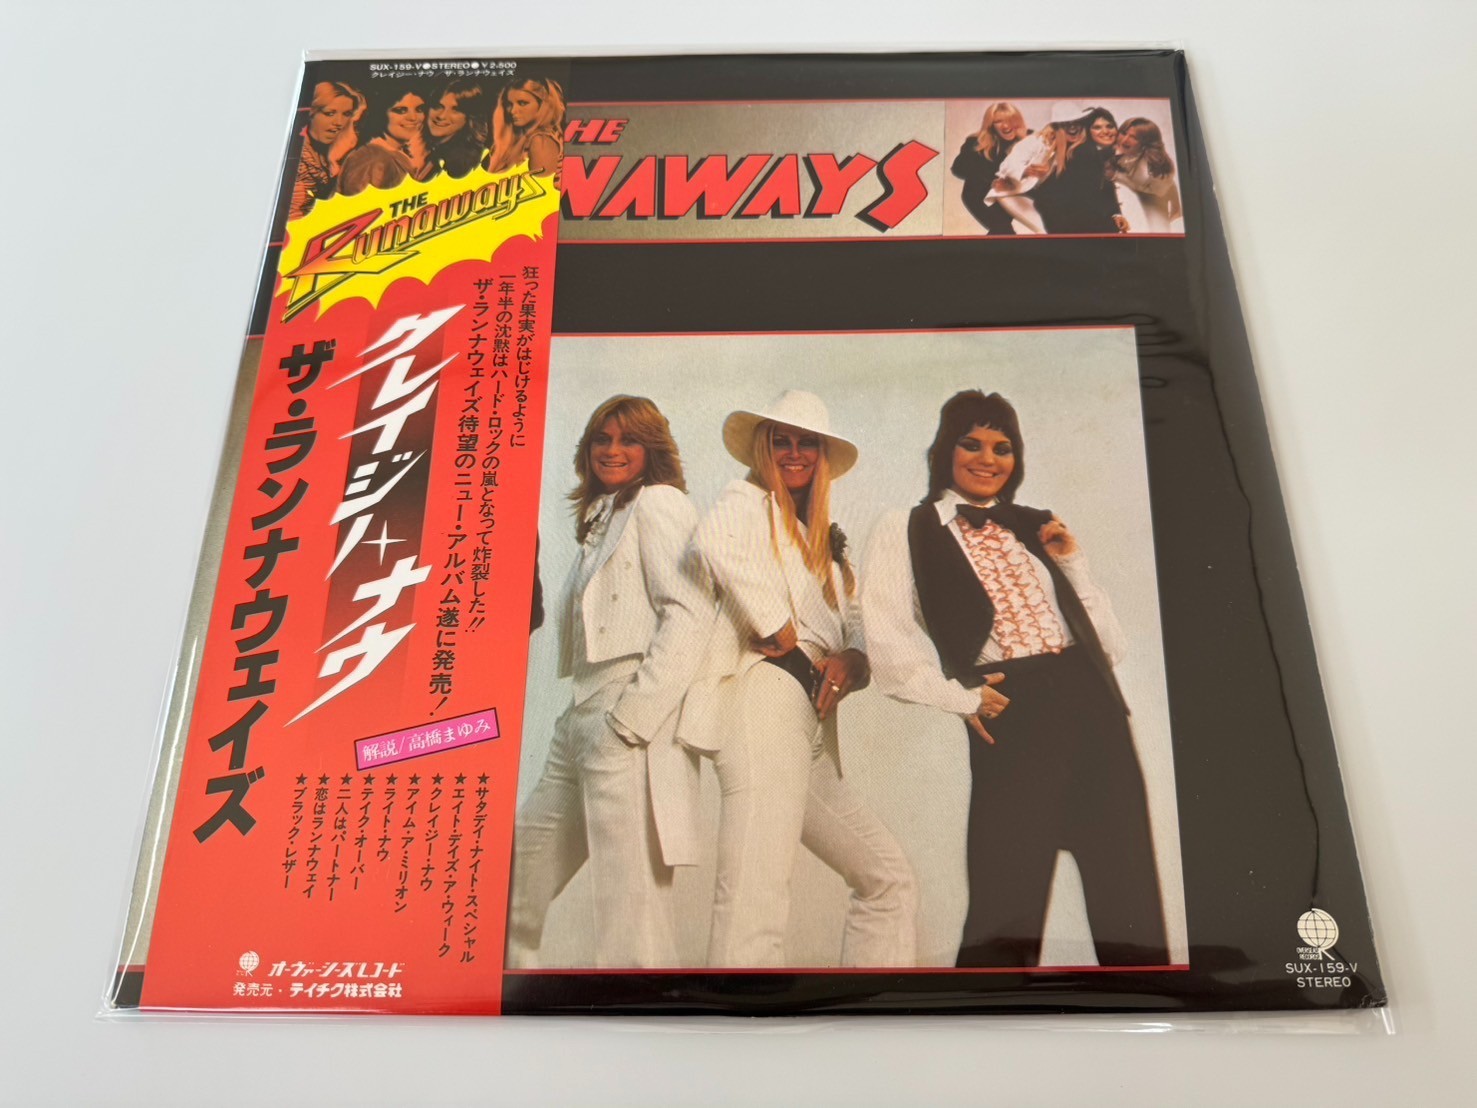 SUX-159-V●STEREO●¥2,500
クレイジー・ナウ/ザ・ランナウェイズ
THE
Runaways
HE
NAWAYS
狂った果実がはじけるように
一年半の沈黙はハード・ロックの嵐となって炸裂した!!
ザ・ランナウェイズ待望のニュー・アルバム遂に発売!
クレイジー・ナウ
ザ・ランナウェイズ
解説/高橋まゆみ
★サタデイ・ナイト・スペシャル
★エイト・デイズ・ア・ウィーク
★クレイジー・ナウ
★アイム・ア・ミリオン
★ライト・ナウ
★テイク・オーバー
★二人はパートナー
★恋はランナウェイ
★ブラック・レザー
オーヴァーシーズレコード
発売元・テイチク株式会社
OVERSEAS
RECORDS
SUX-159-V
STEREO